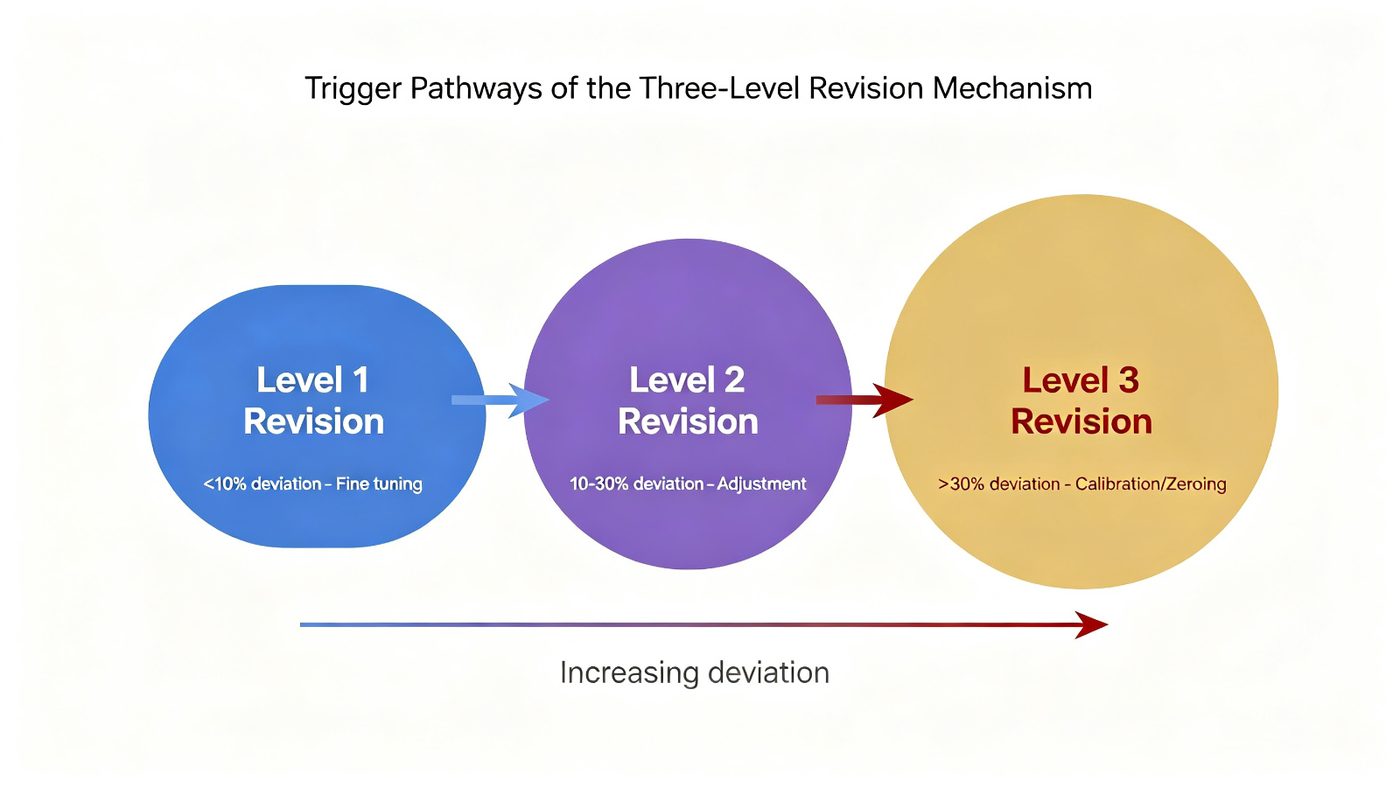 Trigger Pathways of the Three-Level Revision Mechanism
Level 1
Revision
<10% deviation - Fine tuning
Level 2
Revision
10-30% deviation - Adjustment
Level 3
Revision
>30% deviation - Calibration/Zeroing
Increasing deviation